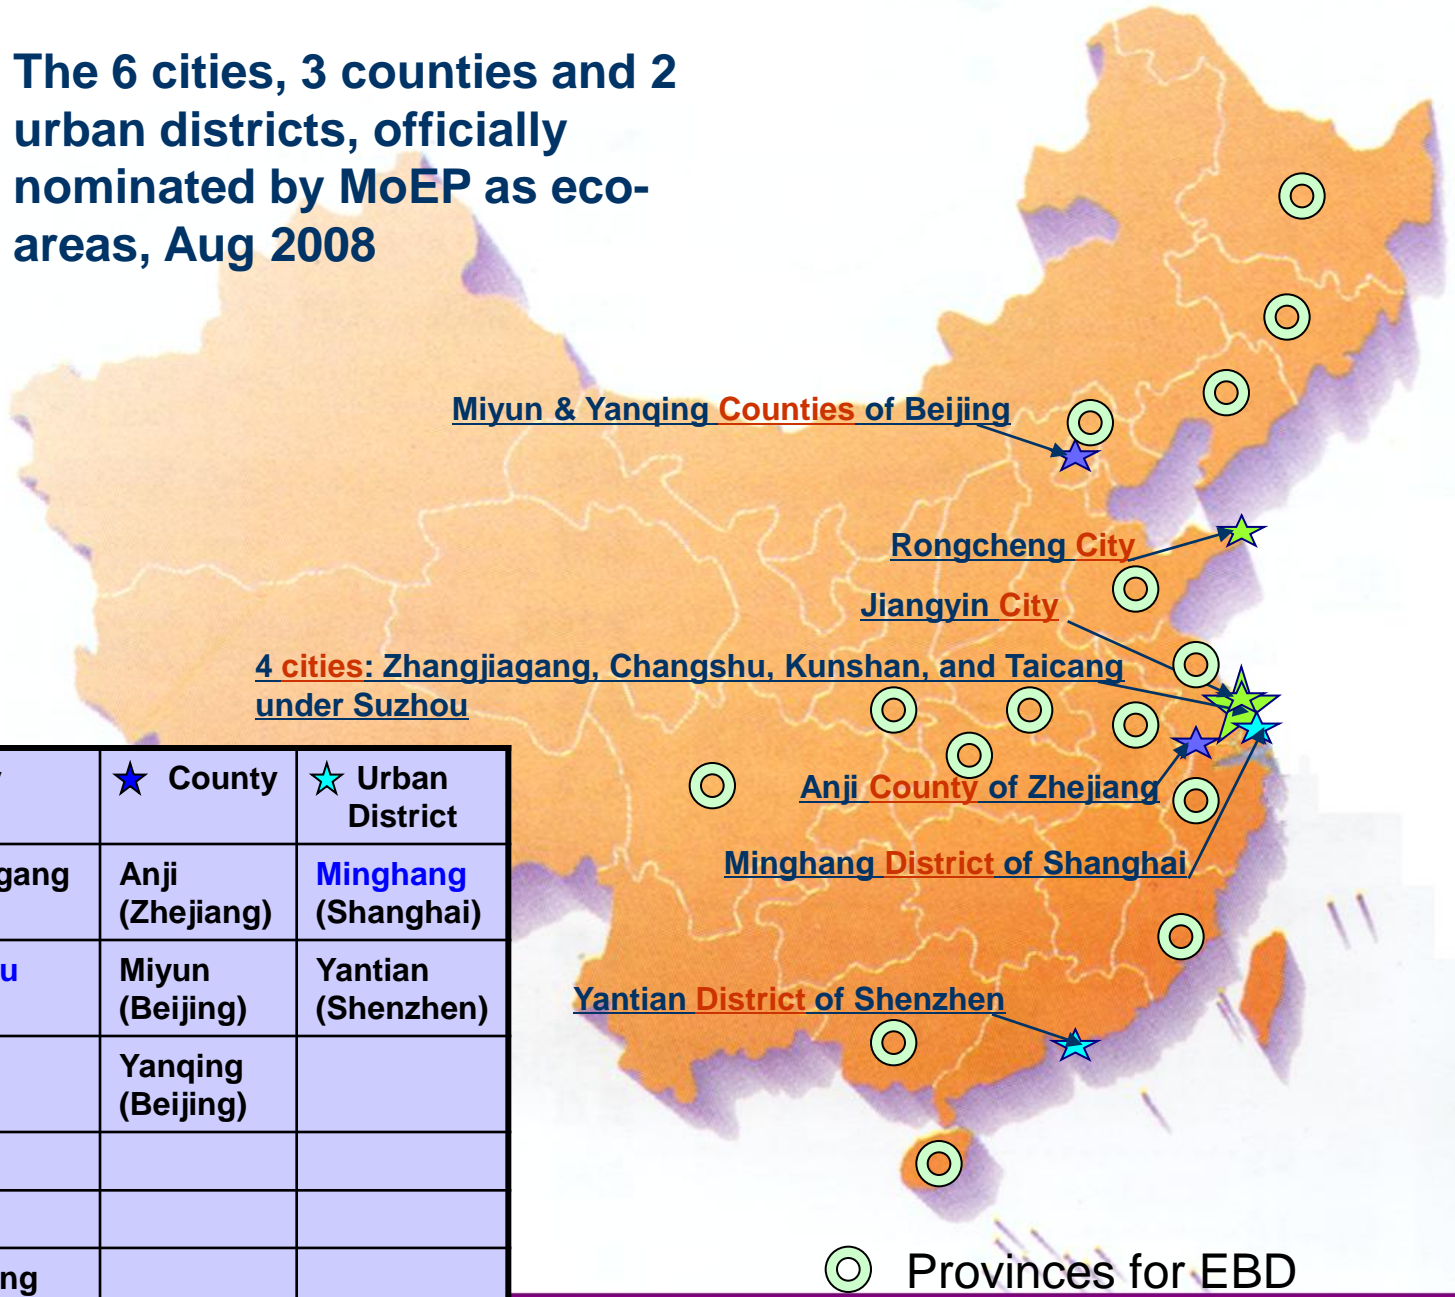 The 6 cities, 3 counties and 2
urban districts, officially
nominated by MoEP as eco-
areas, Aug 2008
Miyun & Yanqing Counties of Beijing
Rongcheng City
Jiangyin City
4 cities: Zhangjiagang, Changshu, Kunshan, and Taicang
under Suzhou
Anji County of Zhejiang
Minghang District of Shanghai
Yantian District of Shenzhen
County
Urban
District
gang
Anji
(Zhejiang)
Minghang
(Shanghai)
u
Miyun
(Beijing)
Yantian
(Shenzhen)
Yanqing
(Beijing)
ng
Provinces for EBD